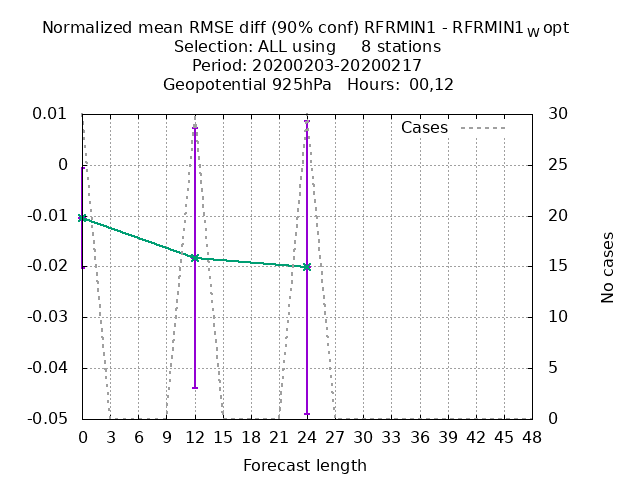 Normalized mean RMSE diff (90% conf) RFRMIN1 - RFRMIN1W opt
Selection: ALL using 8 stations
Period: 20200203-20200217
Geopotential 925hPa Hours: 00,12
0.01
0
-0.01
-0.02
-0.03
-0.04
-0.05
Cases
30
25
20
15
10
5
0
No cases
0 3 6 9 12 15 18 21 24 27 30 33 36 39 42 45 48
Forecast length